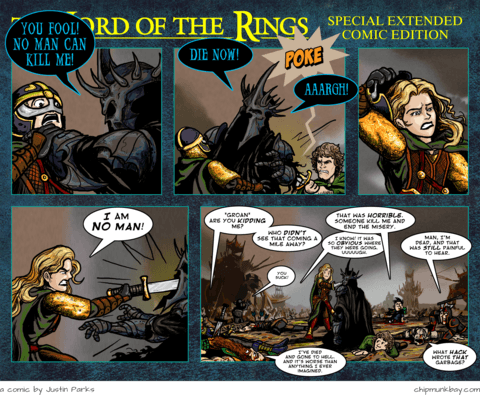 THE LORD OF THE RINGS
SPECIAL EXTENDED
COMIC EDITION
YOU FOOL!
NO MAN CAN
KILL ME!
DIE NOW!
POKE
AAARGH!
I AM
NO MAN!
"GROAN"
ARE YOU KIDDING
ME?
WHO DIDN'T
SEE THAT COMING A
MILE AWAY?
THAT WAS HORRIBLE.
SOMEONE KILL ME AND
END THE MISERY.
I KNOW! IT WAS
SO OBVIOUS WHERE
THEY WERE GOING.
UUUUUGH.
MAN, I'M
DEAD, AND THAT
WAS STILL PAINFUL
TO HEAR.
YOU
SUCK!
I'VE DIED
AND GONE TO HELL.
AND IT'S WORSE THAN
ANYTHING I EVER
IMAGINED.
WHAT HACK
WROTE THAT
GARBAGE?
a comic by Justin Parks
chipmunkboy.com